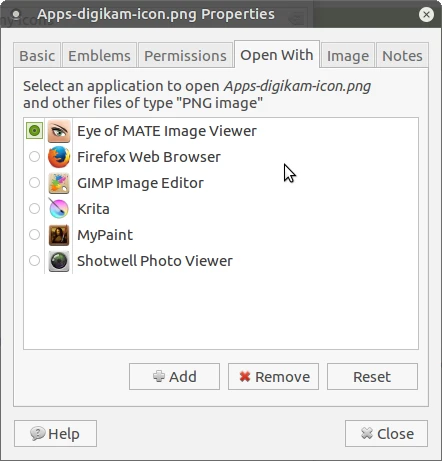 Apps-digikam-icon.png Properties
Basic
Emblems
Permissions
Open With
Image
Notes
Select an application to open Apps-digikam-icon.png
and other files of type "PNG image"
Eye of MATE Image Viewer
Firefox Web Browser
GIMP Image Editor
Krita
MyPaint
Shotwell Photo Viewer
Add
Remove
Reset
Help
Close